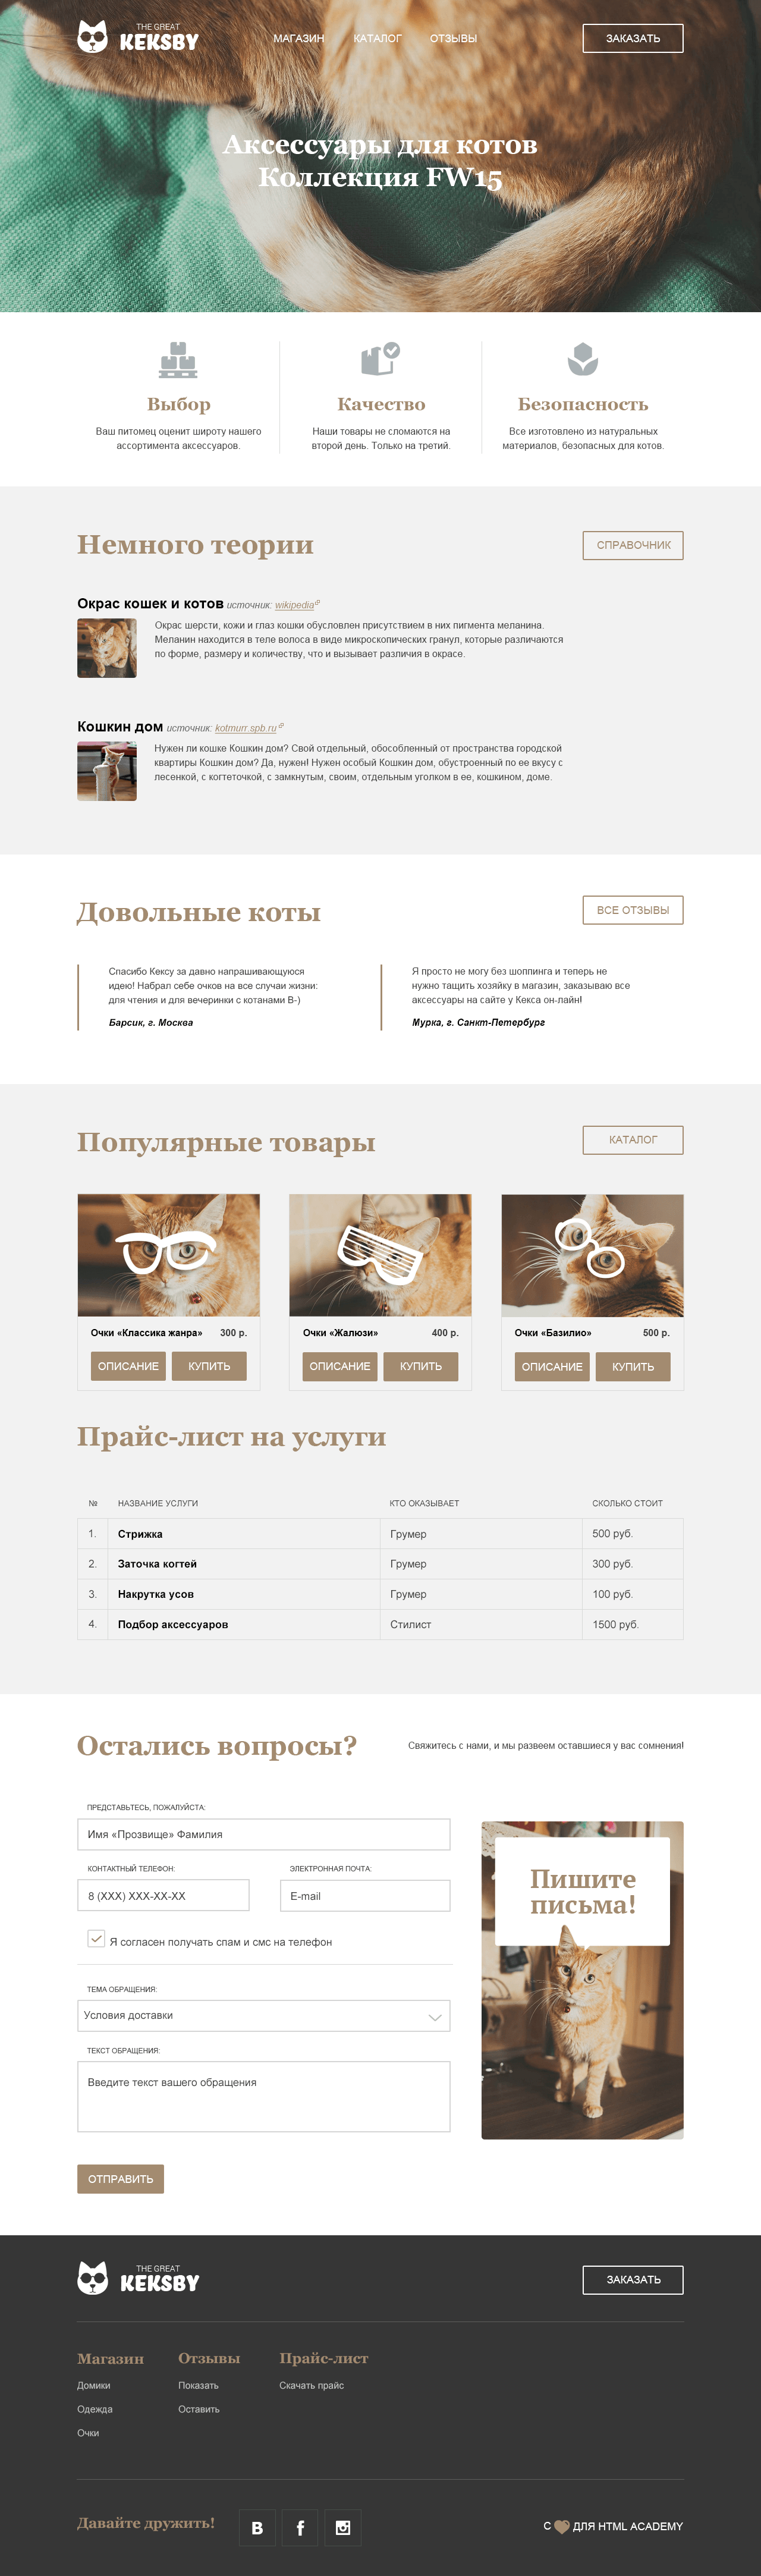 THE GREAT
KEKSBY
МАГАЗИН
КАТАЛОГ
ОТЗЫВЫ
ЗАКАЗАТЬ
Аксессуары для котов
Коллекция FW15
Выбор
Ваш питомец оценит широту нашего
ассортимента аксессуаров.
Качество
Наши товары не сломаются на
второй день. Только на третий.
Безопасность
Все изготовлено из натуральных
материалов, безопасных для котов.
Немного теории
СПРАВОЧНИК
Окрас кошек и котов источник: wikipedia
Окрас шерсти, кожи и глаз кошки обусловлен присутствием в них пигмента меланина.
Меланин находится в теле волоса в виде микроскопических гранул, которые различаются
по форме, размеру и количеству, что и вызывает различия в окрасе.
Кошкин дом источник: kotmurr.spb.ru
Нужен ли кошке Кошкин дом? Свой отдельный, обособленный от пространства городской
квартиры Кошкин дом? Да, нужен! Нужен особый Кошкин дом, обустроенный по ее вкусу с
лесенкой, с когтеточкой, с замкнутым, своим, отдельным уголком в ее, кошкином, доме.
Довольные коты
ВСЕ ОТЗЫВЫ
Спасибо Кексу за давно напрашивающуюся
идею! Набрал себе очков на все случаи жизни:
для чтения и для вечеринки с котанами B-)
Барсик, г. Москва
Я просто не могу без шоппинга и теперь не
нужно тащить хозяйку в магазин, заказываю все
аксессуары на сайте у Кекса он-лайн!
Мурка, г. Санкт-Петербург
Популярные товары
КАТАЛОГ
Очки «Классика жанра» 300 р.
ОПИСАНИЕ
КУПИТЬ
Очки «Жалюзи» 400 р.
ОПИСАНИЕ
КУПИТЬ
Очки «Базилио» 500 р.
ОПИСАНИЕ
КУПИТЬ
Прайс-лист на услуги
№ НАЗВАНИЕ УСЛУГИ КТО ОКАЗЫВАЕТ СКОЛЬКО СТОИТ
1. Стрижка Грумер 500 руб.
2. Заточка когтей Грумер 300 руб.
3. Накрутка усов Грумер 100 руб.
4. Подбор аксессуаров Стилист 1500 руб.
Остались вопросы?
Свяжитесь с нами, и мы развеем оставшиеся у вас сомнения!
ПРЕДСТАВЬТЕСЬ, ПОЖАЛУЙСТА:
Имя «Прозвище» Фамилия
КОНТАКТНЫЙ ТЕЛЕФОН:
8 (XXX) XXX-XX-XX
ЭЛЕКТРОННАЯ ПОЧТА:
E-mail
Я согласен получать спам и смс на телефон
ТЕМА ОБРАЩЕНИЯ:
Условия доставки
ТЕКСТ ОБРАЩЕНИЯ:
Введите текст вашего обращения
ОТПРАВИТЬ
Пишите
письма!
THE GREAT
KEKSBY
ЗАКАЗАТЬ
Магазин
Домики
Одежда
Очки
Отзывы
Показать
Оставить
Прайс-лист
Скачать прайс
Давайте дружить!
В
f
С ДЛЯ HTML ACADEMY